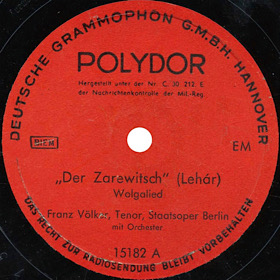 DEUTSCHE GRAMMOPHON G.M.B.H. HANNOVER
POLYDOR
Hergestellt unter der Nr. C. 30 212 E
der Nachrichtenkontrolle der Mil.-Reg.
BIEM
EM
„Der Zarewitsch" (Lehár)
Wolgalied
Franz Völker, Tenor, Staatsoper Berlin
mit Orchester
15182 A
DAS RECHT ZUR RADIOSENDUNG BLEIBT VORBEHALTEN